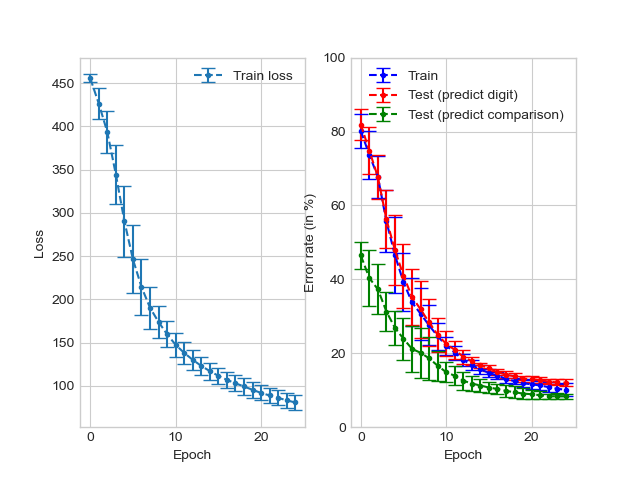 Train loss
450
400
350
300
250
200
150
100
0
10
20
Loss
Epoch
Train
Test (predict digit)
Test (predict comparison)
100
80
60
40
20
0
0
10
20
Error rate (in %)
Epoch